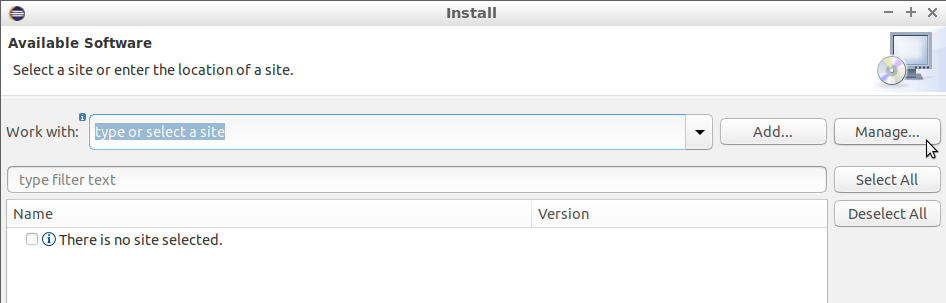 Install
Available Software
Select a site or enter the location of a site.
Work with: type or select a site Add... Manage...
type filter text Select All
Name Version Deselect All
There is no site selected.